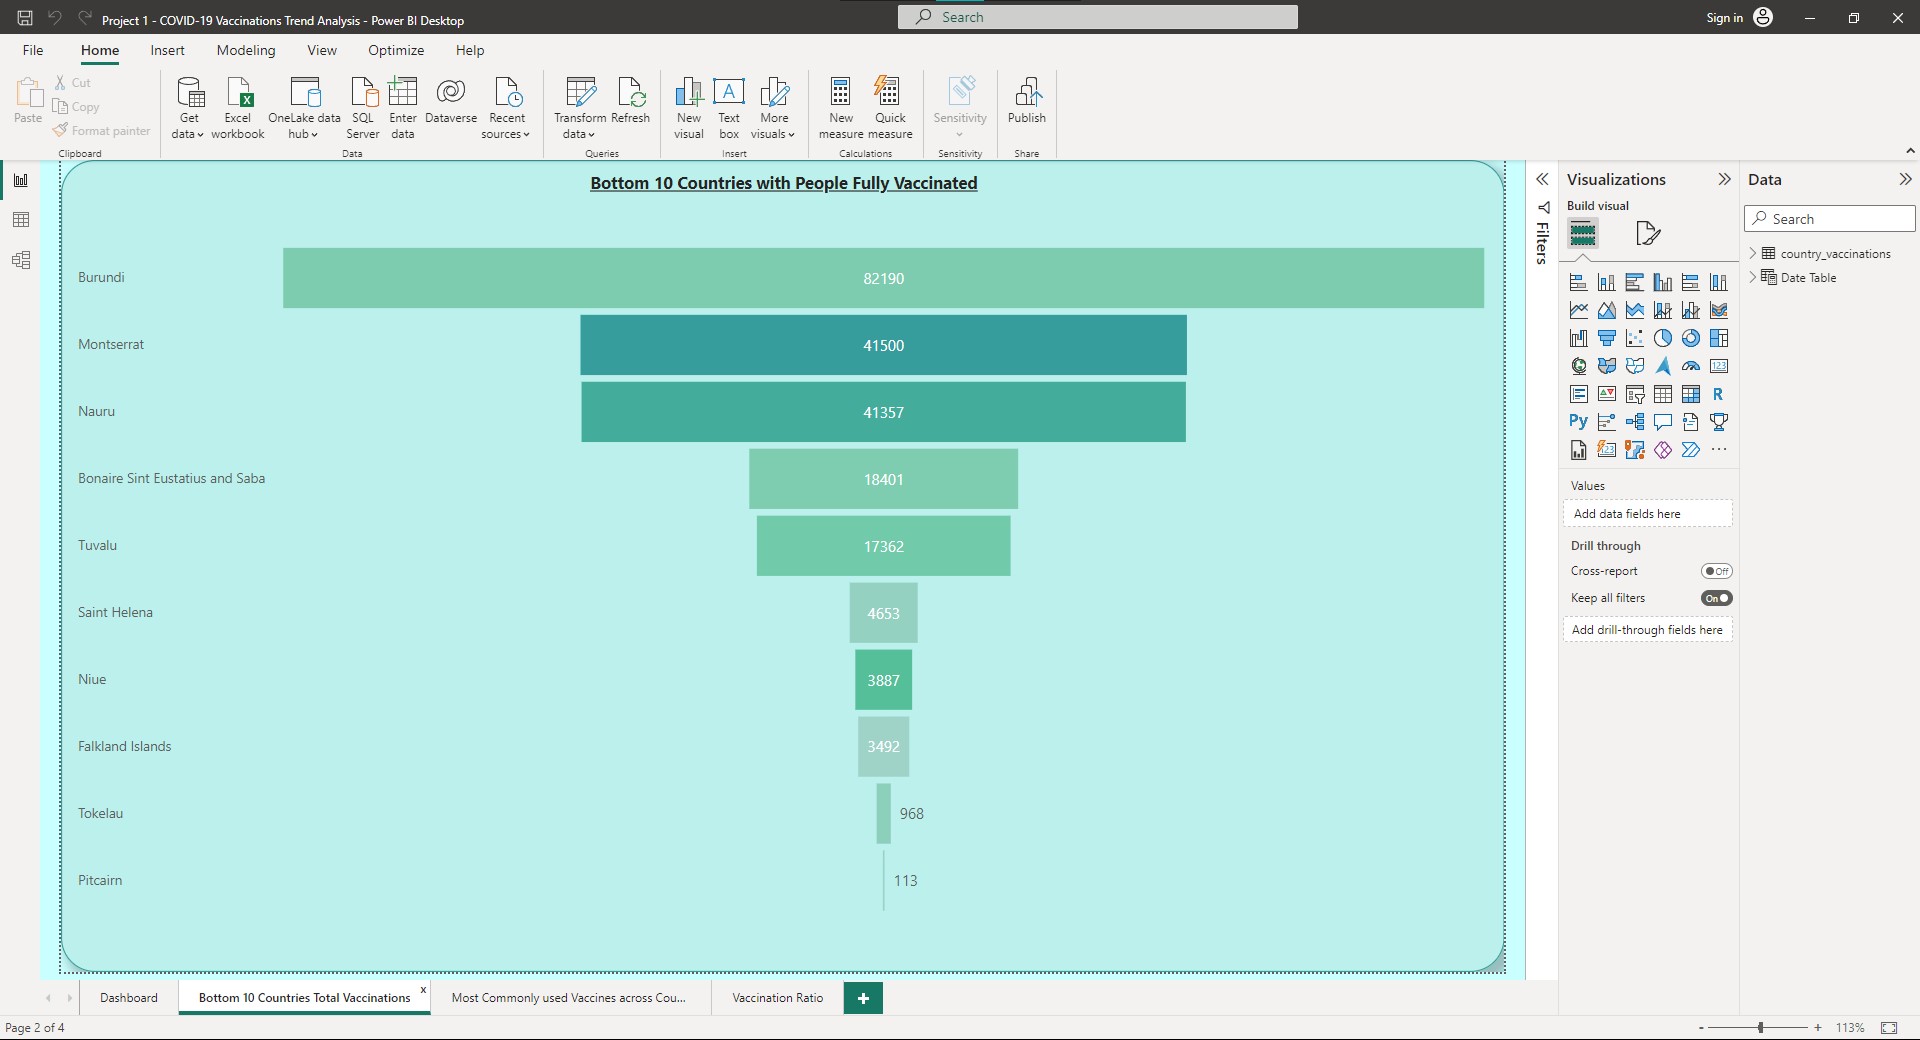 Project 1 - COVID-19 Vaccinations Trend Analysis - Power BI Desktop
Search
Sign in
File Home Insert Modeling View Optimize Help
Paste
Cut
Copy
Format painter
Clipboard
Get data
Excel workbook
OneLake data hub
SQL Server
Enter data
Dataverse
Recent sources
Data
Transform data
Refresh
Queries
New visual
Text box
More visuals
Insert
New measure
Quick measure
Calculations
Sensitivity
Sensitivity
Publish
Share
Bottom 10 Countries with People Fully Vaccinated
Burundi 82190
Montserrat 41500
Nauru 41357
Bonaire Sint Eustatius and Saba 18401
Tuvalu 17362
Saint Helena 4653
Niue 3887
Falkland Islands 3492
Tokelau 968
Pitcairn 113
Filters
Visualizations
Build visual
123
R
Py
123
Values
Add data fields here
Drill through
Cross-report Off
Keep all filters On
Add drill-through fields here
Data
Search
country_vaccinations
Date Table
Dashboard
Bottom 10 Countries Total Vaccinations x
Most Commonly used Vaccines across Cou...
Vaccination Ratio
+
Page 2 of 4
- + 113%